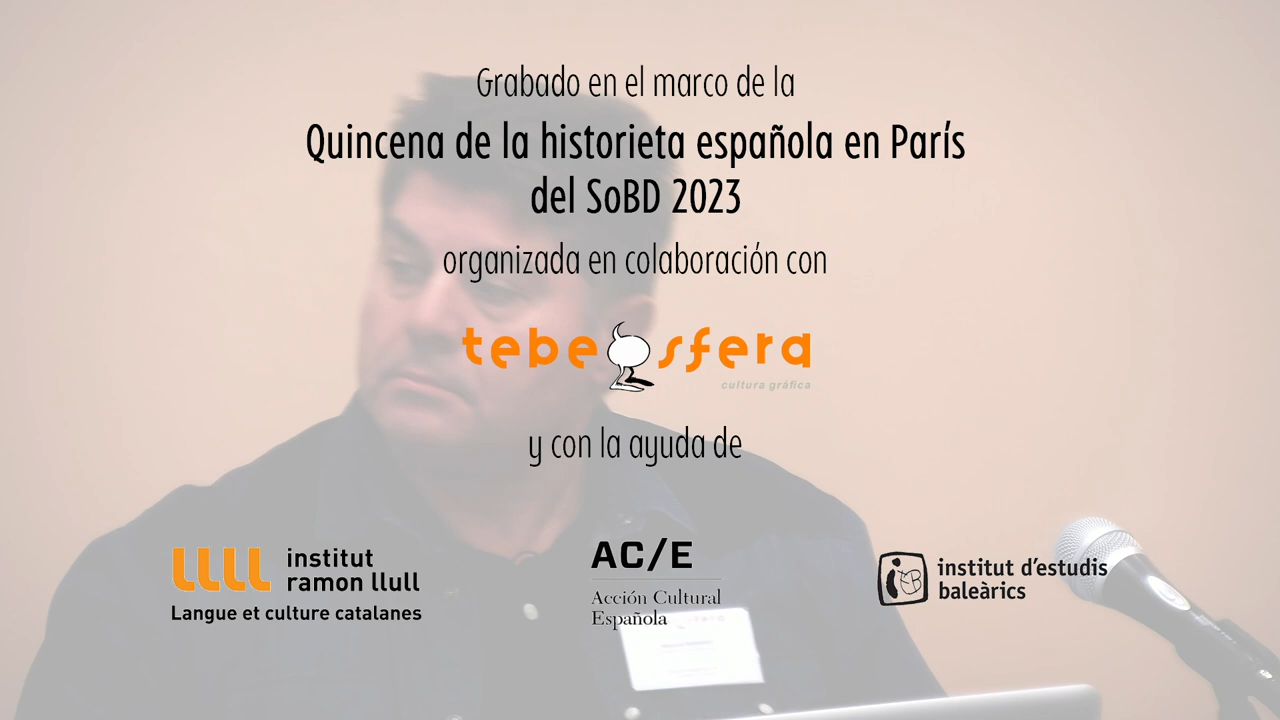 Grabado en el marco de la
Quincena de la historieta española en París
del SoBD 2023
organizada en colaboración con
tebeosfera
cultura gráfica
y con la ayuda de
LLLL institut
ramon llull
Langue et culture catalanes
AC/E
Acción Cultural
Española
institut d'estudis
baleàrics